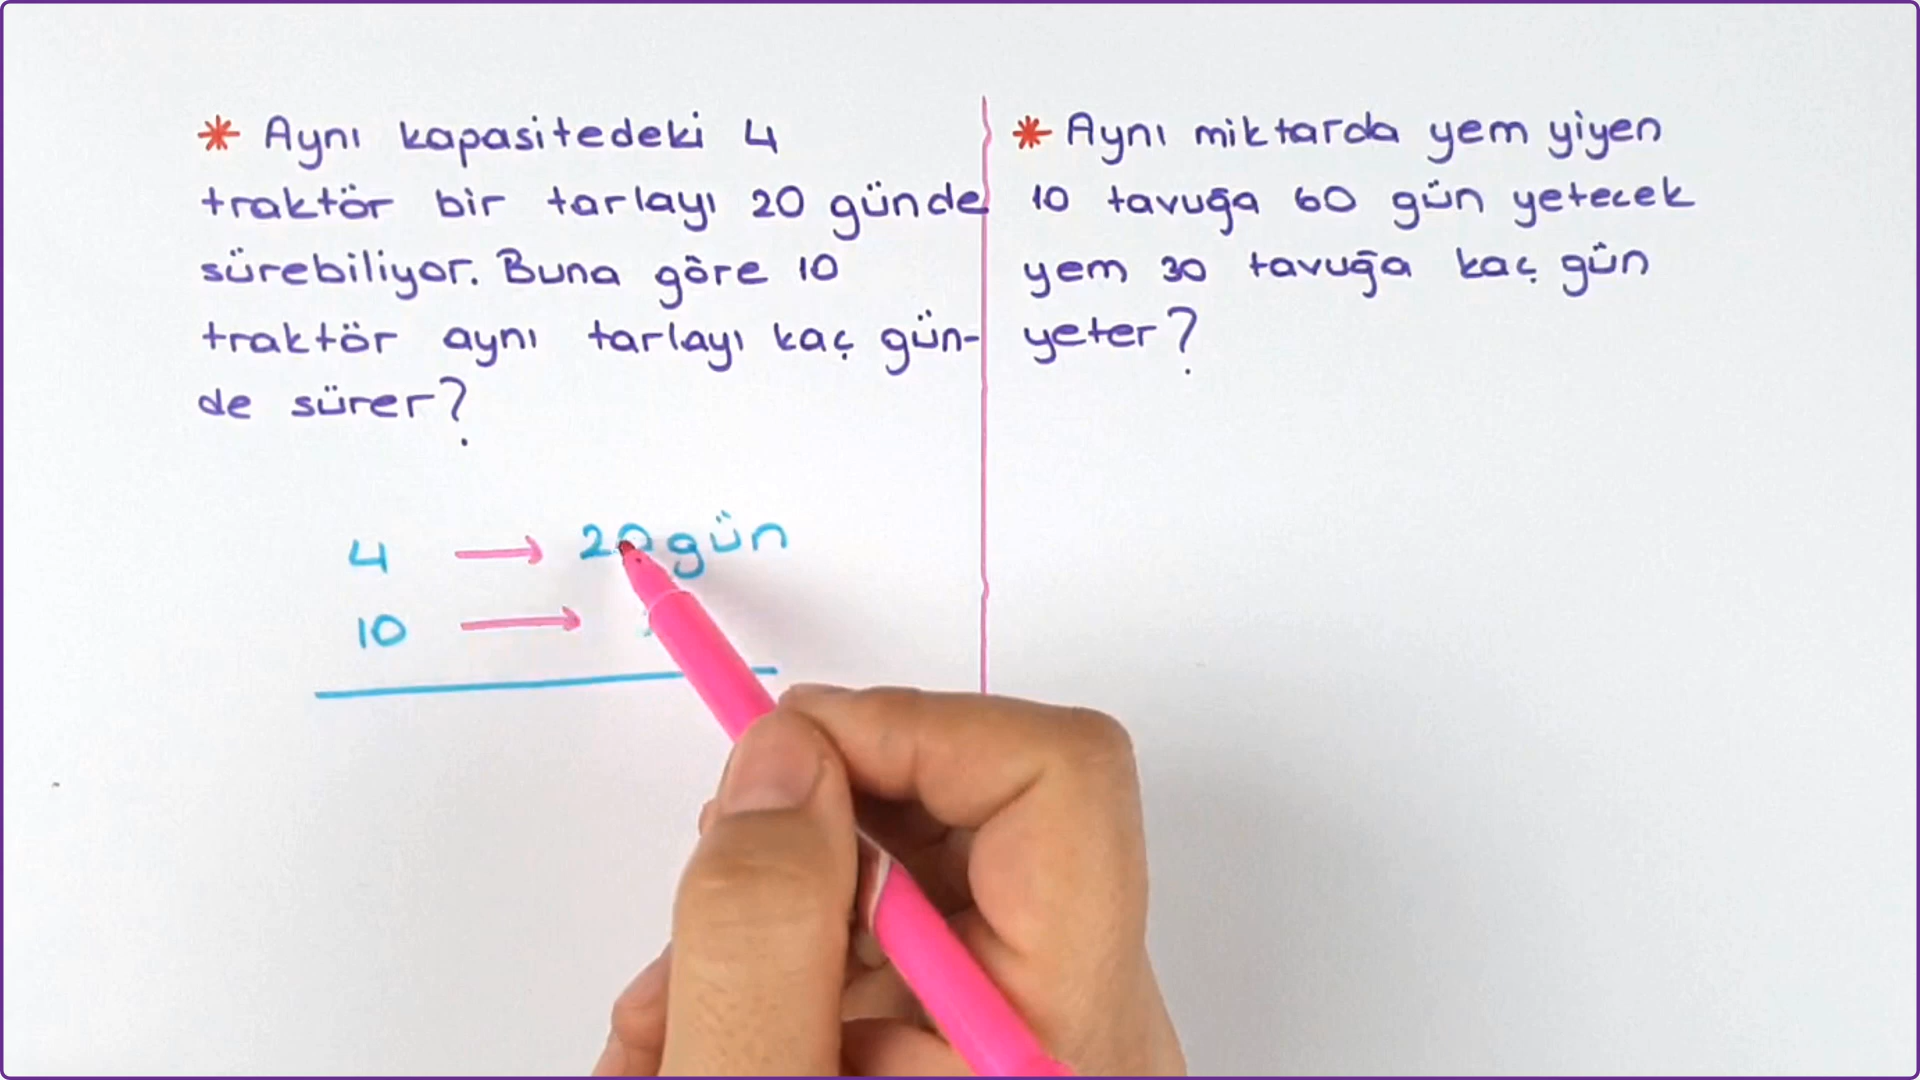 * Aynı kapasitedeki 4
traktör bir tarlayı 20 günde
sürebiliyor. Buna göre 10
traktör aynı tarlayı kaç gün-
de sürer?
4 → 20 gün
10 →
* Aynı miktarda yem yiyen
10 tavuğa 60 gün yetecek
yem 30 tavuğa kaç gün
yeter?